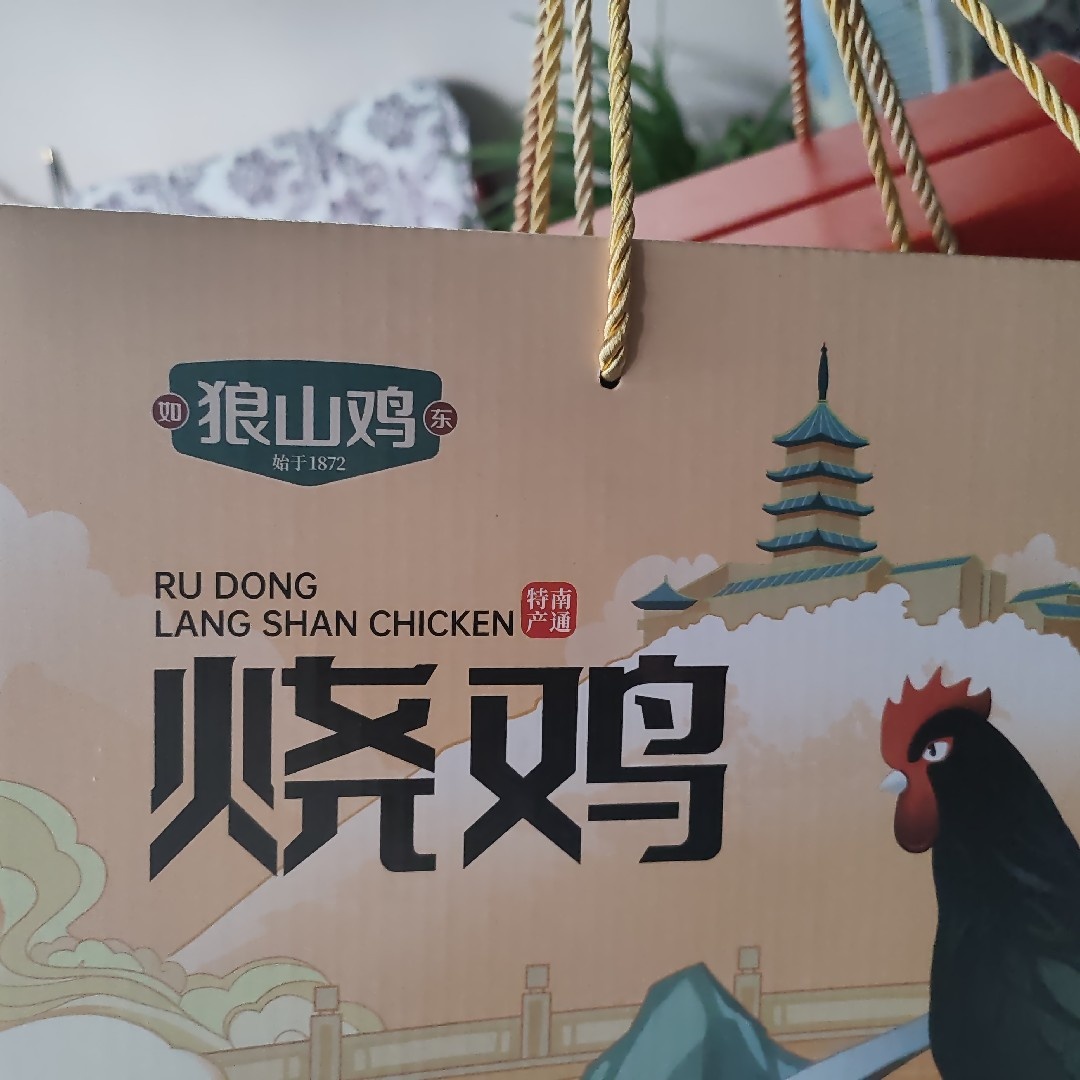 如 狼山鸡 东
始于1872
RU DONG
LANG SHAN CHICKEN
南通
特产
烧鸡